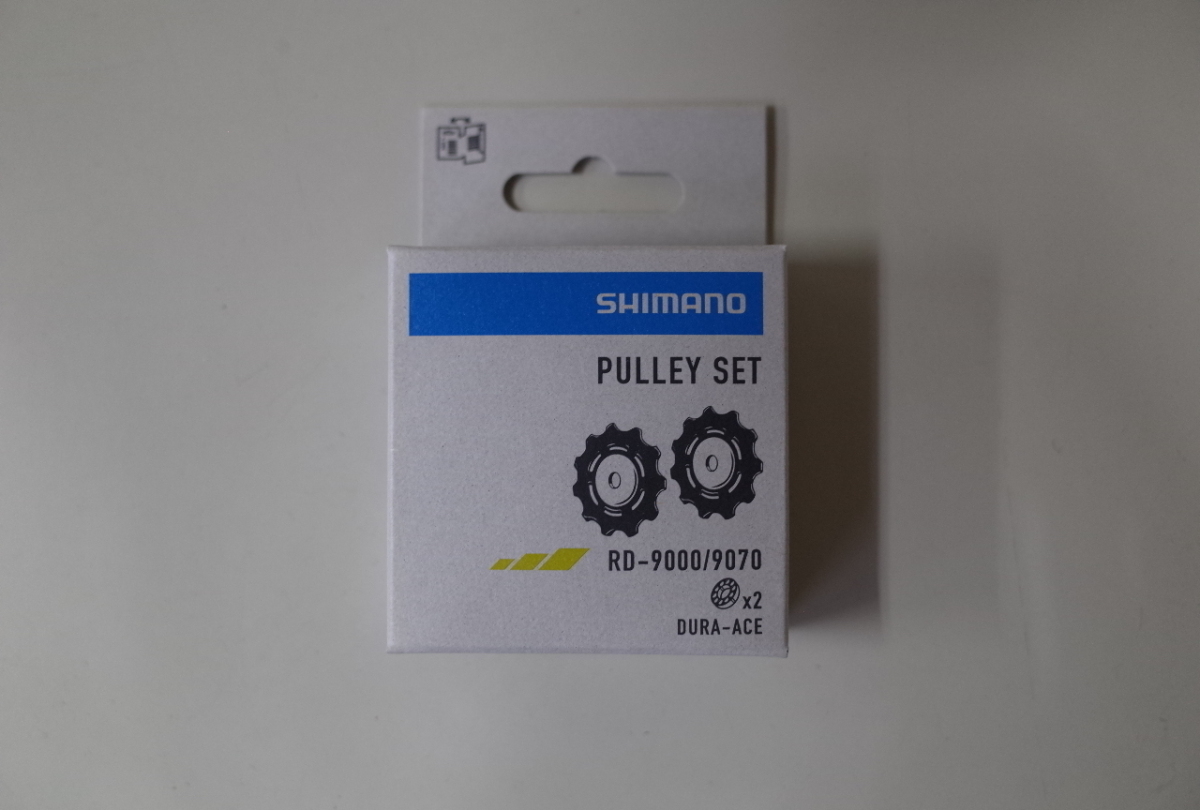 SHIMANO
PULLEY SET
RD-9000/9070
x2
DURA-ACE